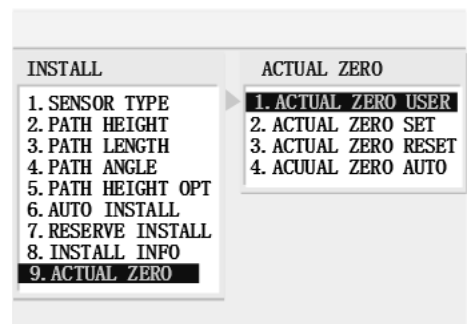 INSTALL
1. SENSOR TYPE
2. PATH HEIGHT
3. PATH LENGTH
4. PATH ANGLE
5. PATH HEIGHT OPT
6. AUTO INSTALL
7. RESERVE INSTALL
8. INSTALL INFO
9. ACTUAL ZERO
ACTUAL ZERO
1. ACTUAL ZERO USER
2. ACTUAL ZERO SET
3. ACTUAL ZERO RESET
4. ACUUAL ZERO AUTO